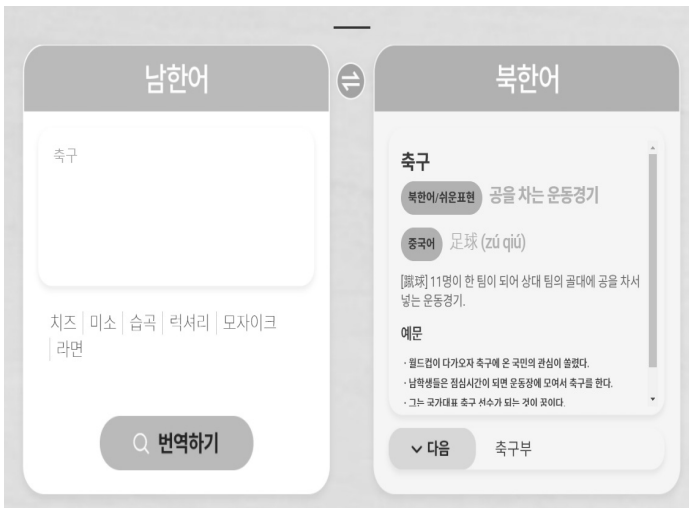 남한어
축구
치즈 미소 습곡 럭셔리 모자이크
라면
번역하기
북한어
축구
북한어/쉬운표현 공을 차는 운동경기
중국어 足球 (zú qiú)
[蹴球] 11명이 한 팀이 되어 상대 팀의 골대에 공을 차서
넣는 운동경기.
예문
· 월드컵이 다가오자 축구에 온 국민의 관심이 쏠렸다.
· 남학생들은 점심시간이 되면 운동장에 모여서 축구를 한다.
· 그는 국가대표 축구 선수가 되는 것이 꿈이다.
다음 축구부